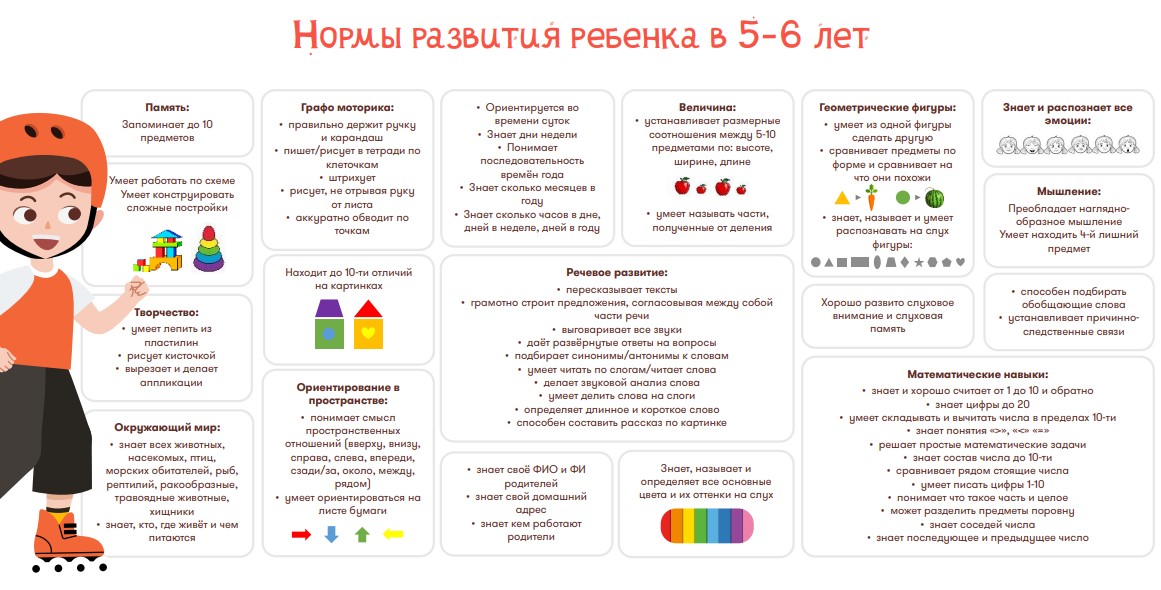 Нормы развития ребенка в 5-6 лет
Память:
Запоминает до 10
предметов
Умеет работать по схеме
Умеет конструировать
сложные постройки
Творчество:
• умеет лепить из
пластилин
• рисует кисточкой
• вырезает и делает
аппликации
Окружающий мир:
• знает всех животных,
насекомых, птиц,
морских обитателей, рыб,
рептилий, ракообразные,
травоядные животные,
хищники
• знает, кто, где живёт и чем
питаются
Графо моторика:
• правильно держит ручку
и карандаш
• пишет/рисует в тетради по
клеточкам
• штрихует
• рисует, не отрывая руку
от листа
• аккуратно обводит по
точкам
Находит до 10-ти отличий
на картинках
Ориентирование в
пространстве:
• понимает смысл
пространственных
отношений (вверху, внизу,
справа, слева, впереди,
сзади/за, около, между,
рядом)
• умеет ориентироваться на
листе бумаги
• Ориентируется во
времени суток
• Знает дни недели
• Понимает
последовательность
времён года
• Знает сколько месяцев в
году
• Знает сколько часов в дне,
дней в неделе, дней в году
Величина:
• устанавливает размерные
соотношения между 5-10
предметами по: высоте,
ширине, длине
• умеет называть части,
полученные от деления
Речевое развитие:
• пересказывает тексты
• грамотно строит предложения, согласовывая между собой
части речи
• выговаривает все звуки
• даёт развёрнутые ответы на вопросы
• подбирает синонимы/антонимы к словам
• умеет читать по слогам/читает слова
• делает звуковой анализ слова
• умеет делить слова на слоги
• определяет длинное и короткое слово
• способен составить рассказ по картинке
• знает своё ФИО и ФИ
родителей
• знает свой домашний
адрес
• знает кем работают
родители
Знает, называет и
определяет все основные
цвета и их оттенки на слух
Геометрические фигуры:
• умеет из одной фигуры
сделать другую
• сравнивает предметы по
форме и сравнивает на
что они похожи
• знает, называет и умеет
распознавать на слух
фигуры:
Хорошо развито слуховое
внимание и слуховая
память
Знает и распознает все
эмоции:
Мышление:
Преобладает наглядно-
образное мышление
Умеет находить 4-й лишний
предмет
• способен подбирать
обобщающие слова
• устанавливает причинно-
следственные связи
Математические навыки:
• знает и хорошо считает от 1 до 10 и обратно
• знает цифры до 20
• умеет складывать и вычитать числа в пределах 10-ти
• знает понятия «>», «<» «=»
• решает простые математические задачи
• знает состав числа до 10-ти
• сравнивает рядом стоящие числа
• умеет писать цифры 1-10
• понимает что такое часть и целое
• может разделить предметы поровну
• знает соседей числа
• знает последующее и предыдущее число